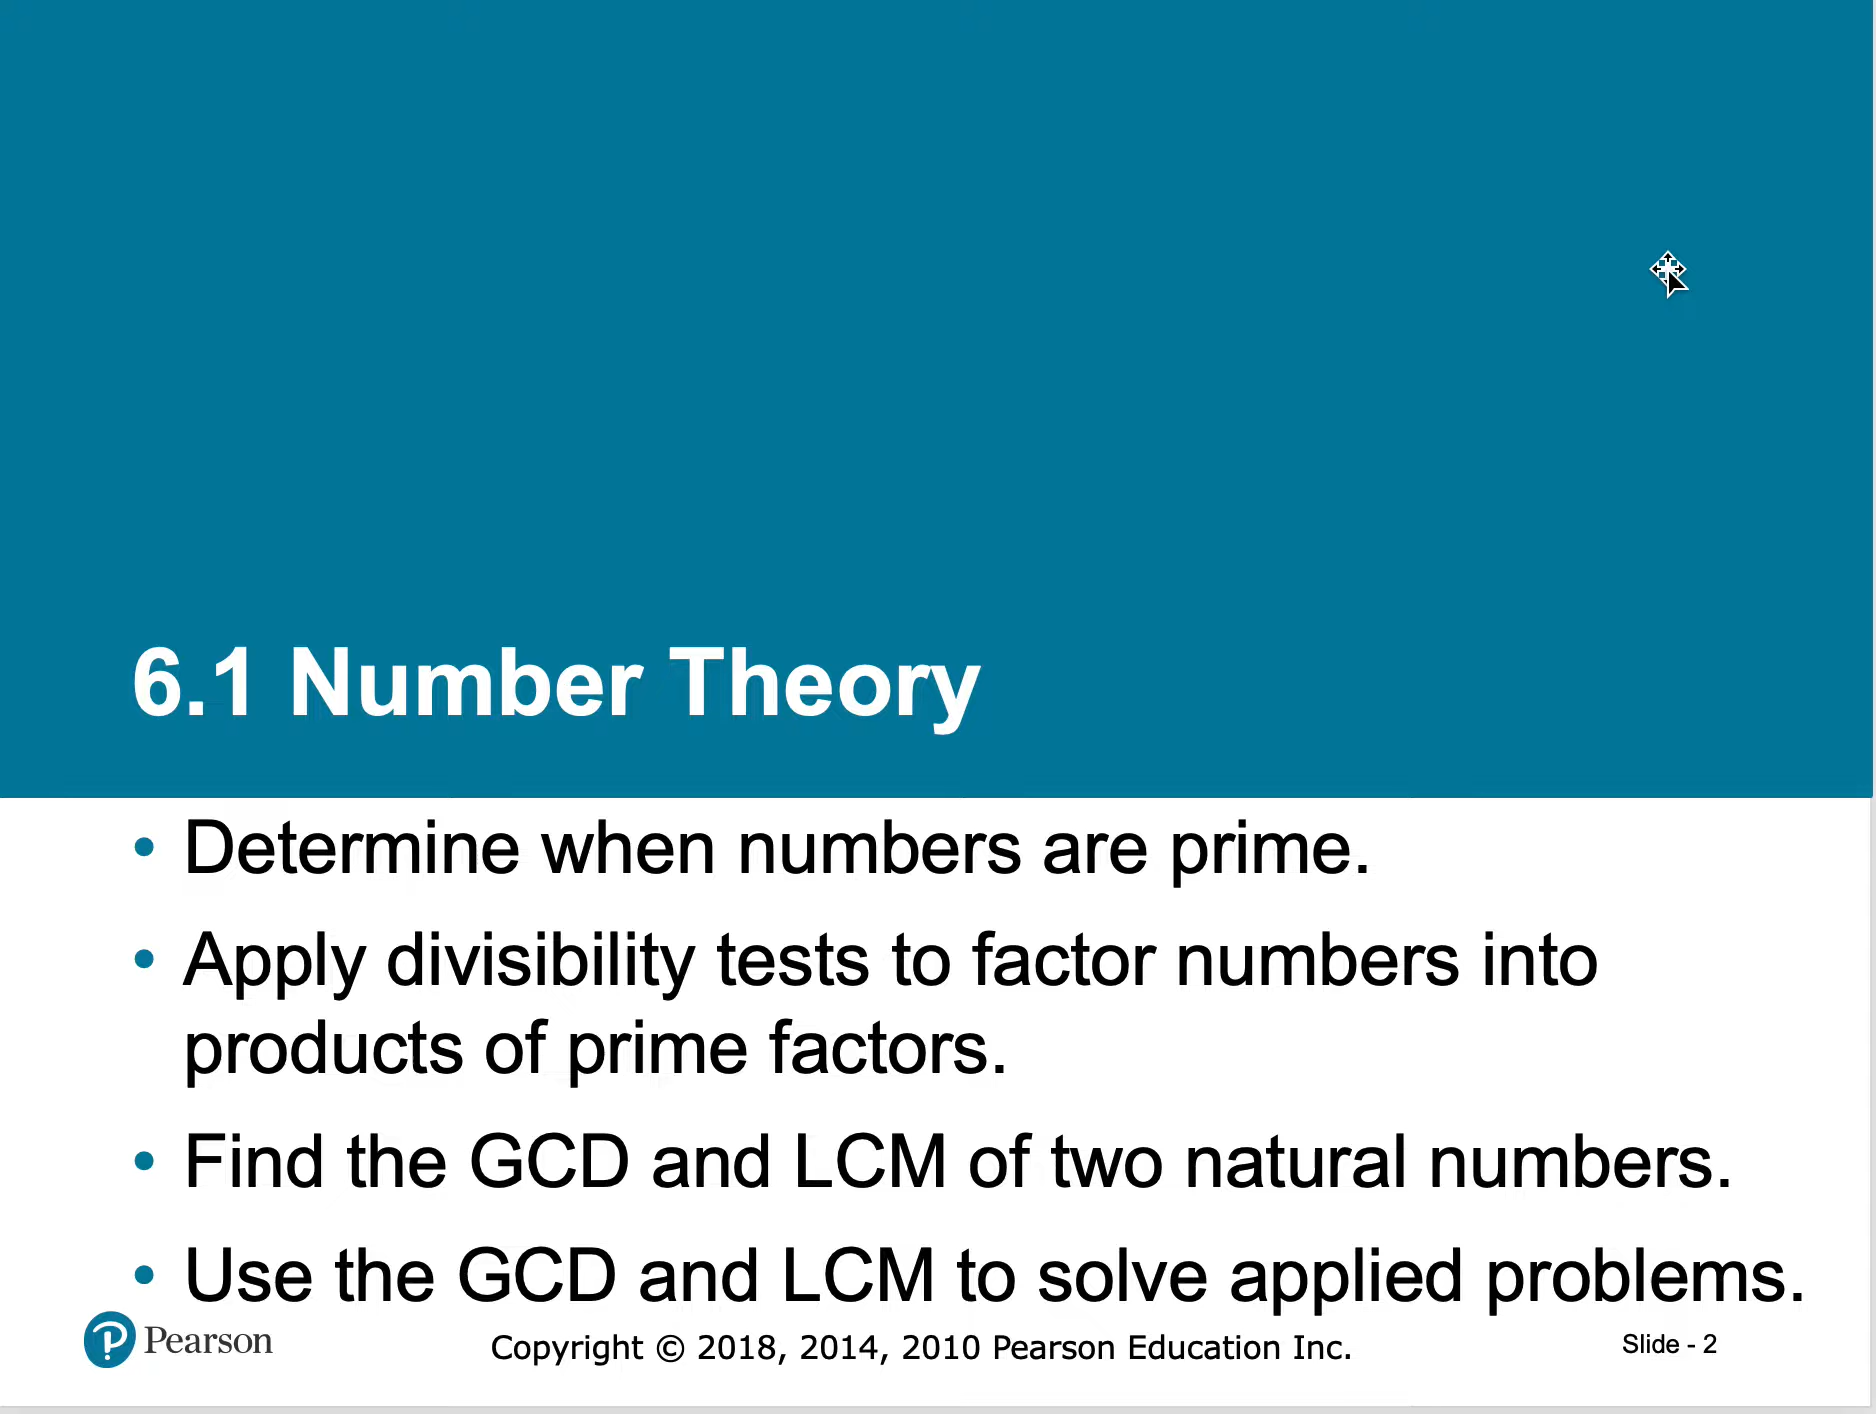 6.1 Number Theory
• Determine when numbers are prime.
• Apply divisibility tests to factor numbers into
products of prime factors.
• Find the GCD and LCM of two natural numbers.
• Use the GCD and LCM to solve applied problems.
Pearson
Copyright © 2018, 2014, 2010 Pearson Education Inc.
Slide - 2